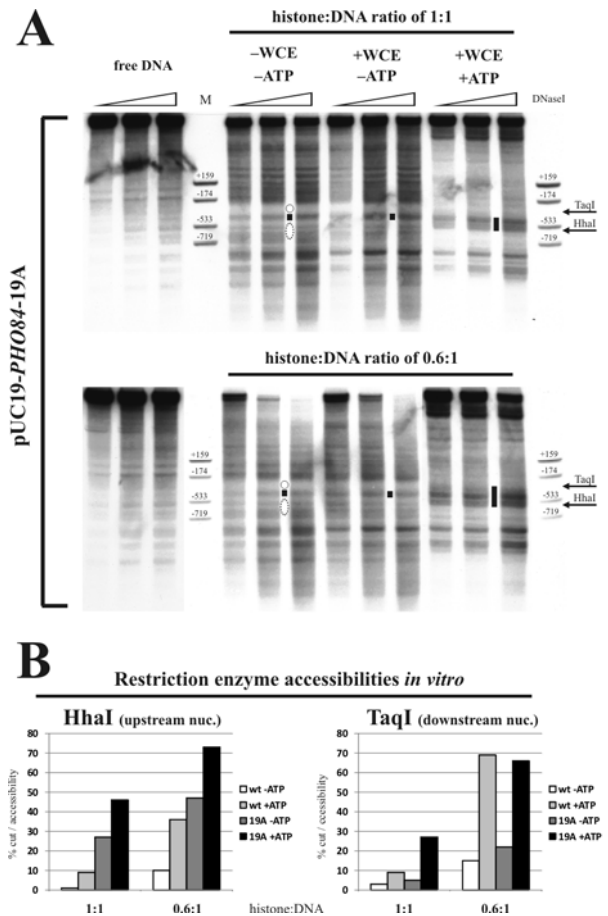 A
histone:DNA ratio of 1:1
free DNA
M
–WCE
–ATP
+WCE
–ATP
+WCE
+ATP
DNaseI
+159
-174
-533
-719
+159
-174
-533
-719
TaqI
HhaI
pUC19-PHO84-19A
histone:DNA ratio of 0.6:1
+159
-174
-533
-719
+159
-174
-533
-719
TaqI
HhaI
B
Restriction enzyme accessibilities in vitro
HhaI (upstream nuc.)
% cut / accessibility
80
70
60
50
40
30
20
10
0
1:1
0.6:1
wt -ATP
wt +ATP
19A -ATP
19A +ATP
histone:DNA
TaqI (downstream nuc.)
% cut / ccessibility
80
70
60
50
40
30
20
10
0
1:1
0.6:1
wt -ATP
wt +ATP
19A -ATP
19A +ATP